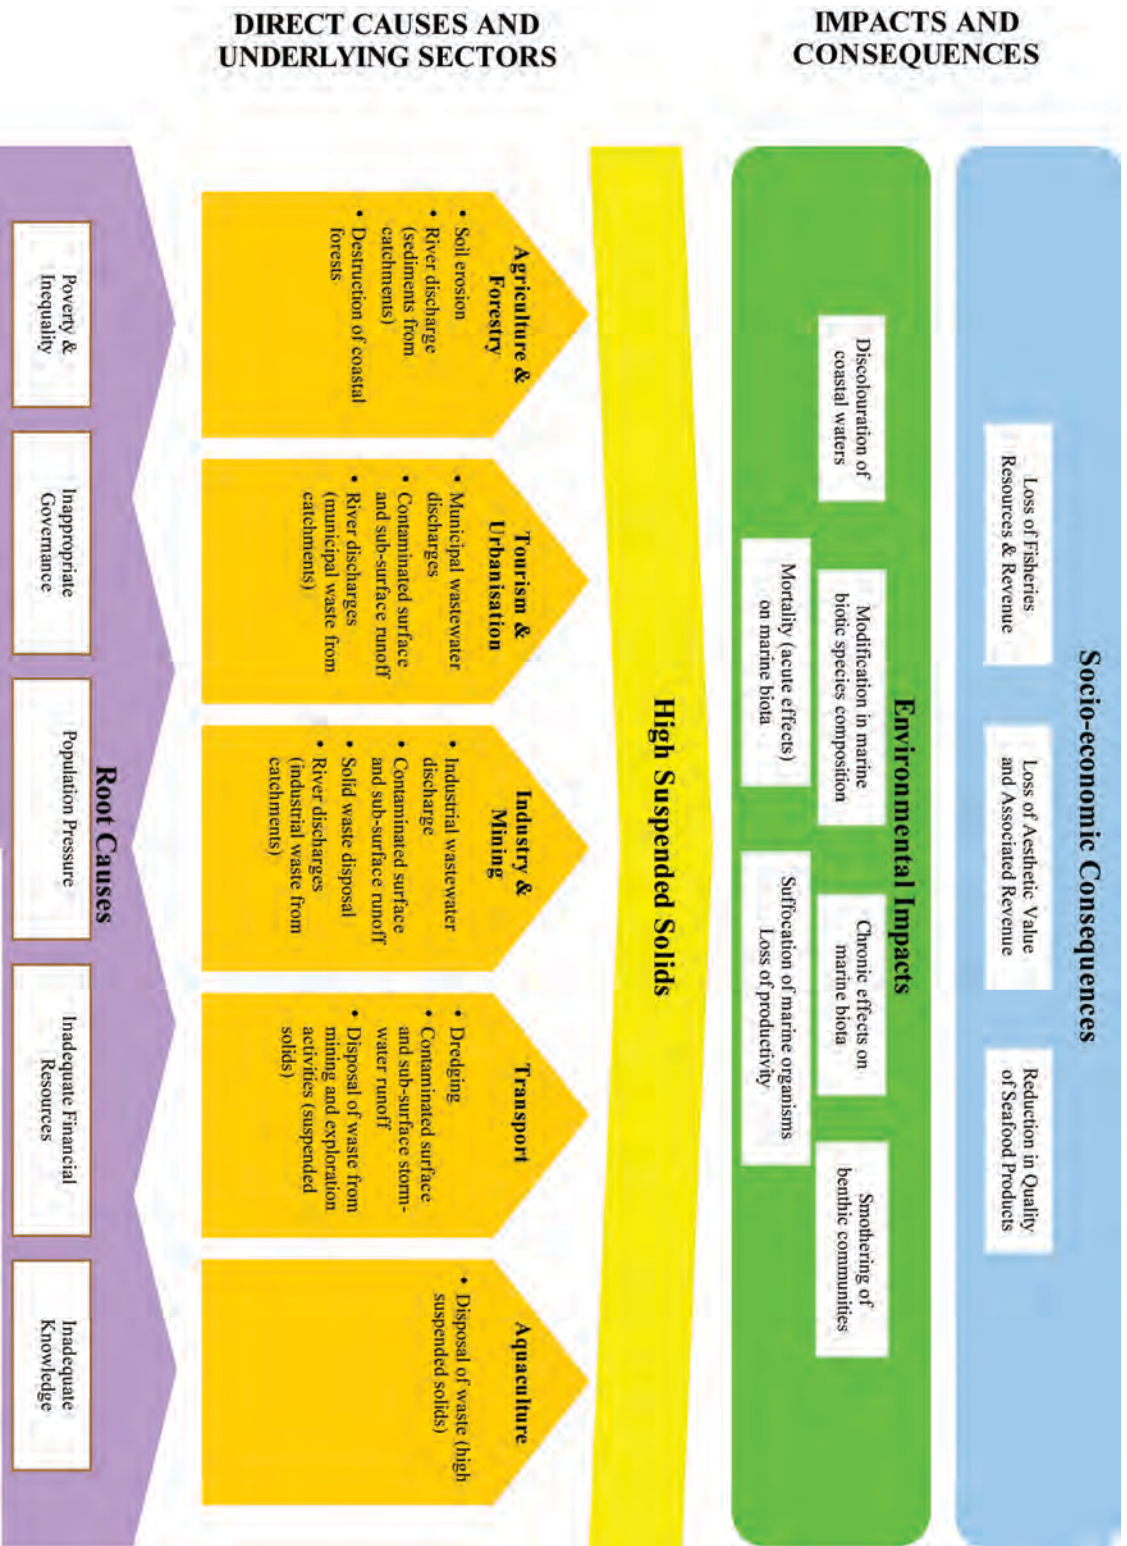 DIRECT CAUSES AND
UNDERLYING SECTORS
IMPACTS AND
CONSEQUENCES
Socio-economic Consequences
Loss of Fisheries
Resources & Revenue
Loss of Aesthetic Value
and Associated Revenue
Reduction in Quality
of Seafood Products
Environmental Impacts
Discolouration of
coastal waters
Modification in marine
biotic species composition
Chronic effects on
marine biota
Smothering of
benthic communities
Mortality (acute effects)
on marine biota
Suffocation of marine organisms
Loss of productivity
High Suspended Solids
Agriculture &
Forestry
• Soil erosion
• River discharge
(sediments from
catchments)
• Destruction of coastal
forests
Tourism &
Urbanisation
• Municipal wastewater
discharges
• Contaminated surface
and sub-surface runoff
• River discharges
(municipal waste from
catchments)
Industry &
Mining
• Industrial wastewater
discharge
• Contaminated surface
and sub-surface runoff
• Solid waste disposal
• River discharges
(industrial waste from
catchments)
Transport
• Dredging
• Contaminated surface
and sub-surface storm-
water runoff
• Disposal of waste from
mining and exploration
activities (suspended
solids)
Aquaculture
• Disposal of waste (high
suspended solids)
Root Causes
Poverty &
Inequality
Inappropriate
Governance
Population Pressure
Inadequate Financial
Resources
Inadequate
Knowledge